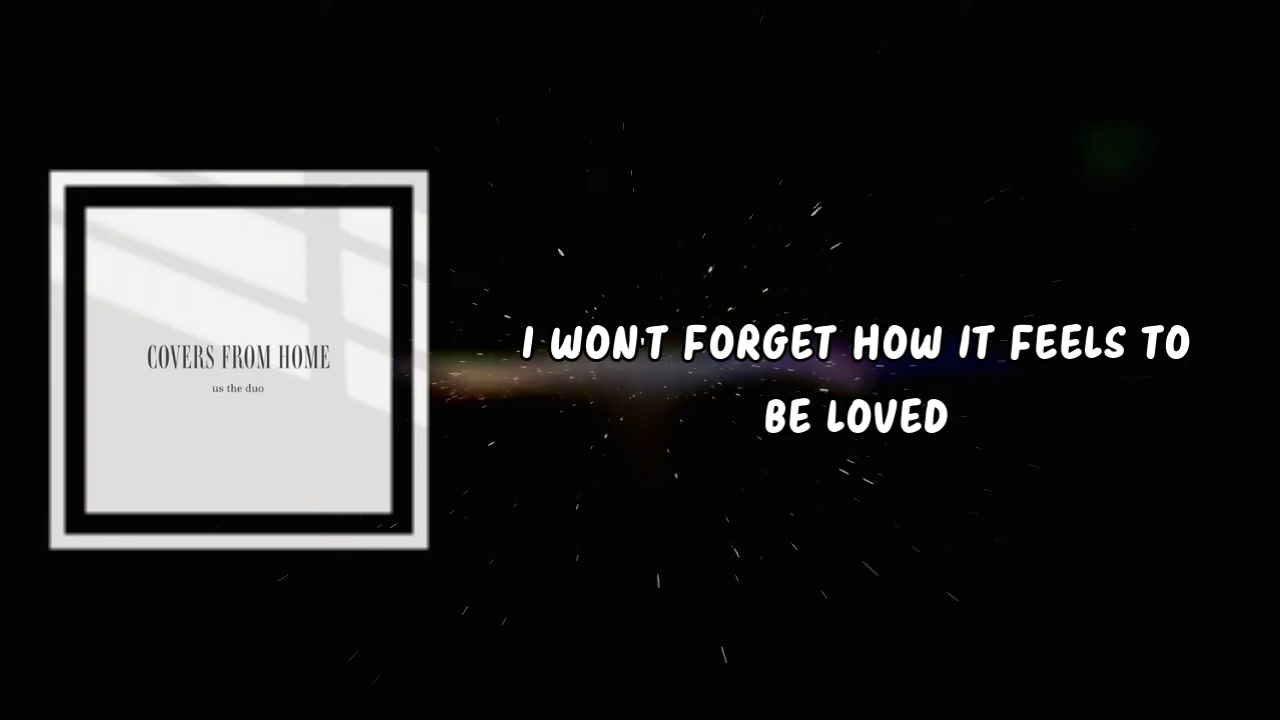 COVERS FROM HOME
us the duo
I WON'T FORGET HOW IT FEELS TO
BE LOVED